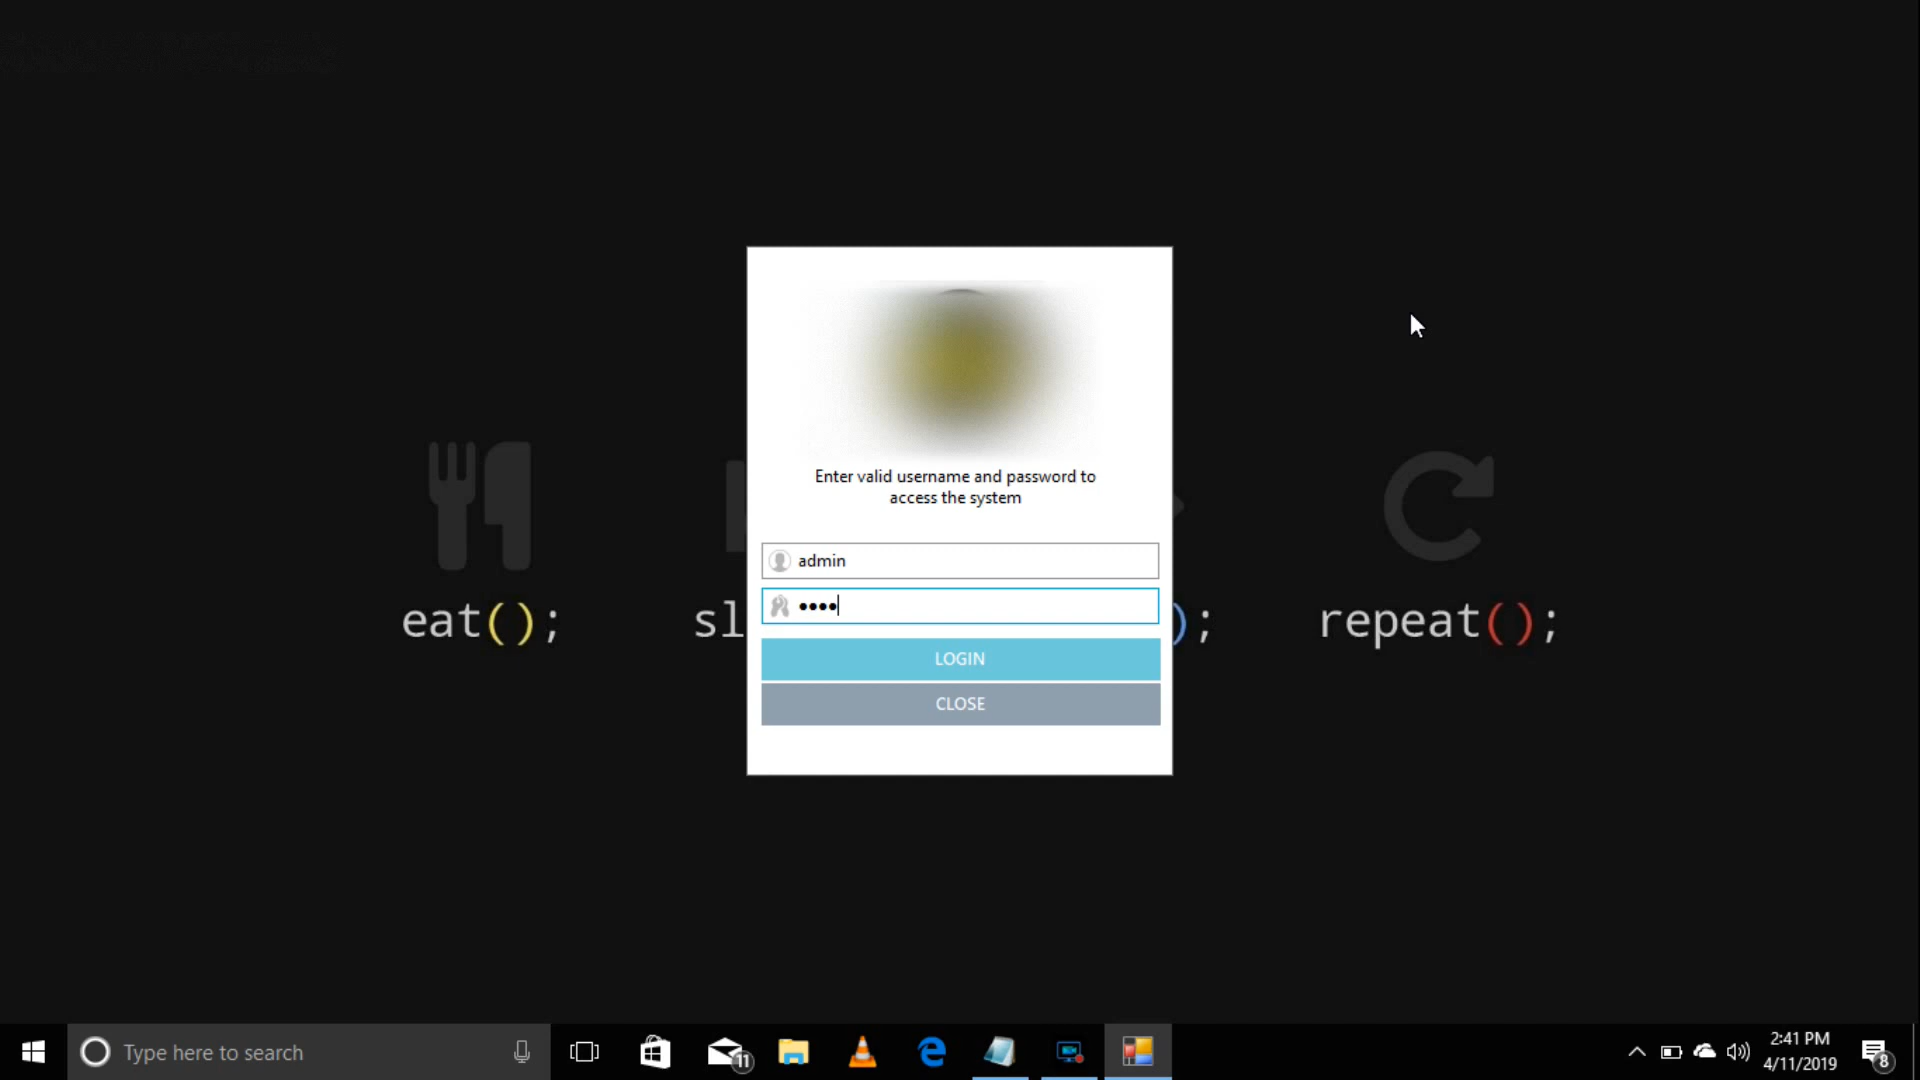 Enter valid username and password to
access the system
admin
••••
eat(); sl ); repeat();
LOGIN
CLOSE
Type here to search
11
2:41 PM
4/11/2019
8